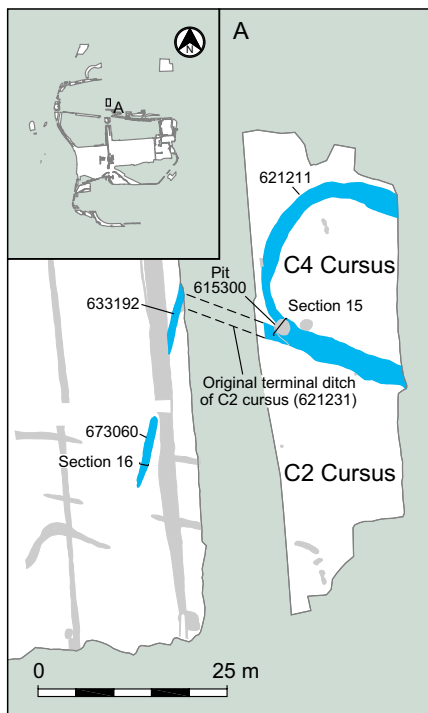 A
N
A
621211
C4 Cursus
Pit
615300
Section 15
633192
Original terminal ditch
of C2 cursus (621231)
673060
Section 16
C2 Cursus
0
25 m